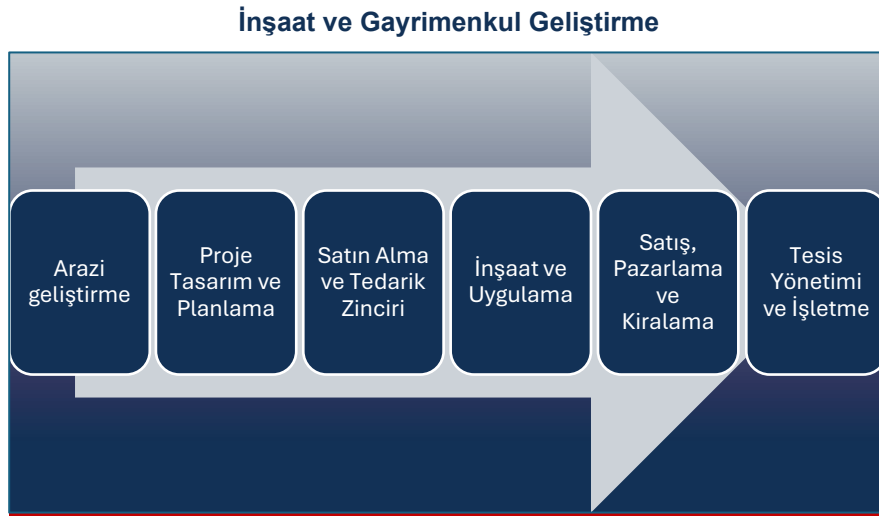 İnşaat ve Gayrimenkul Geliştirme
Arazi
geliştirme
Proje
Tasarım ve
Planlama
Satın Alma
ve Tedarik
Zinciri
İnşaat ve
Uygulama
Satış,
Pazarlama
ve
Kiralama
Tesis
Yönetimi
ve İşletme